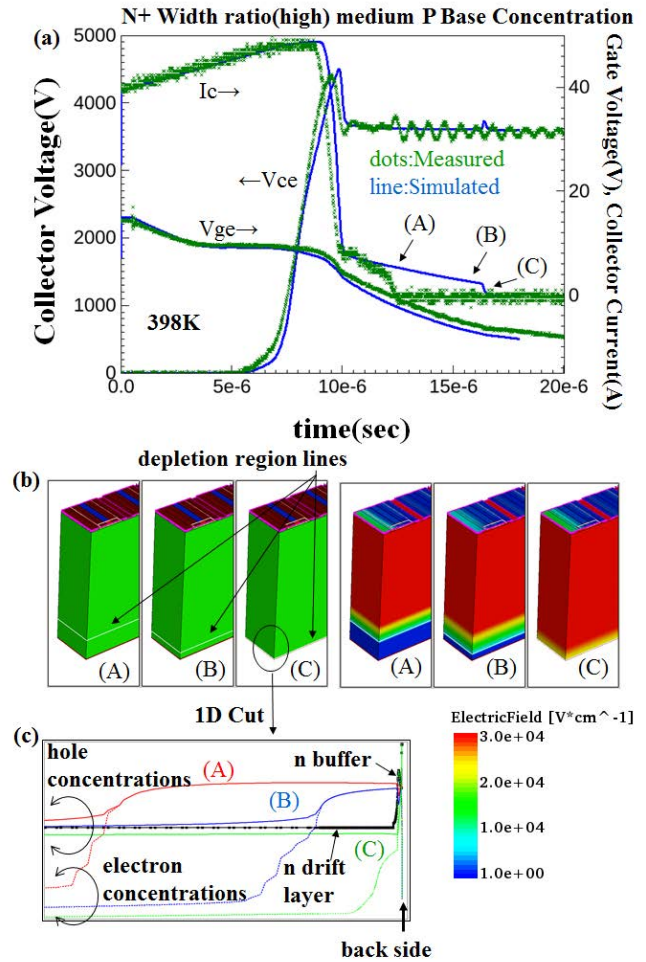 N+ Width ratio(high) medium P Base Concentration
(a)
5000
4000
3000
2000
1000
0
Collector Voltage(V)
Ic→
←Vce
Vge→
dots:Measured
line:Simulated
(A)
(B)
(C)
398K
40
20
0
Gate Voltage(V), Collector Current(A)
0.0
5e-6
10e-6
15e-6
20e-6
time(sec)
depletion region lines
(b)
(A)
(B)
(C)
(A)
(B)
(C)
1D Cut
(c)
hole
concentrations
(A)
n buffer
(B)
(C)
electron
concentrations
n drift
layer
back side
ElectricField [V*cm^-1]
3.0e+04
2.0e+04
1.0e+04
1.0e+00